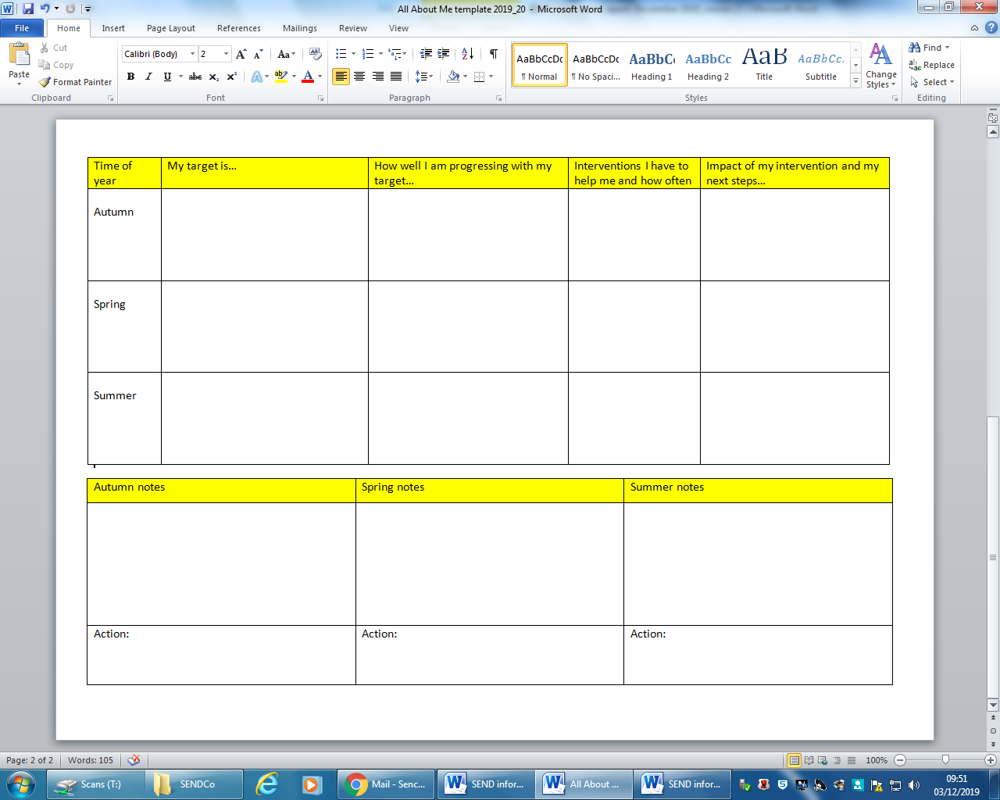 All About Me template 2019_20 - Microsoft Word
File Home Insert Page Layout References Mailings Review View
Paste
Cut
Copy
Format Painter
Clipboard
Calibri (Body) 2
Font
Paragraph
AaBbCcDc AaBbCcDc AaBbCc AaBbCc AaB AaBbCc.
¶ Normal ¶ No Spaci... Heading 1 Heading 2 Title Subtitle
Change Styles
Styles
Find
Replace
Select
Editing
Time of year
My target is...
How well I am progressing with my target...
Interventions I have to help me and how often
Impact of my intervention and my next steps...
Autumn
Spring
Summer
Autumn notes Spring notes Summer notes
Action: Action: Action:
Page: 2 of 2 Words: 105 100%
Scans (T:) SENDCo Mail - Senc... SEND infor... All About ... SEND infor...
09:51
03/12/2019